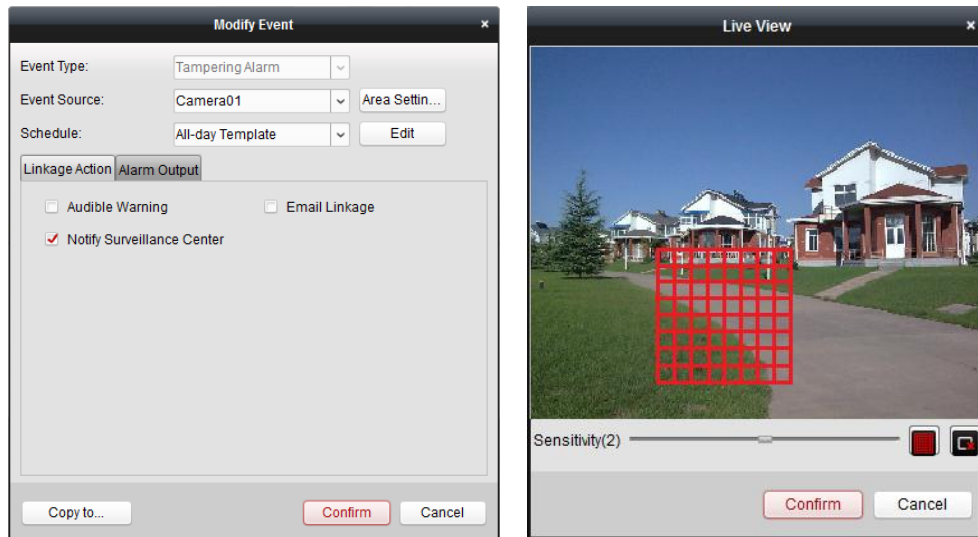 Modify Event
Event Type:
Tampering Alarm
Event Source:
Camera01
Area Settin...
Schedule:
All-day Template
Edit
Linkage Action
Alarm Output
Audible Warning
Email Linkage
Notify Surveillance Center
Copy to...
Confirm
Cancel
Live View
Sensitivity(2)
Confirm
Cancel